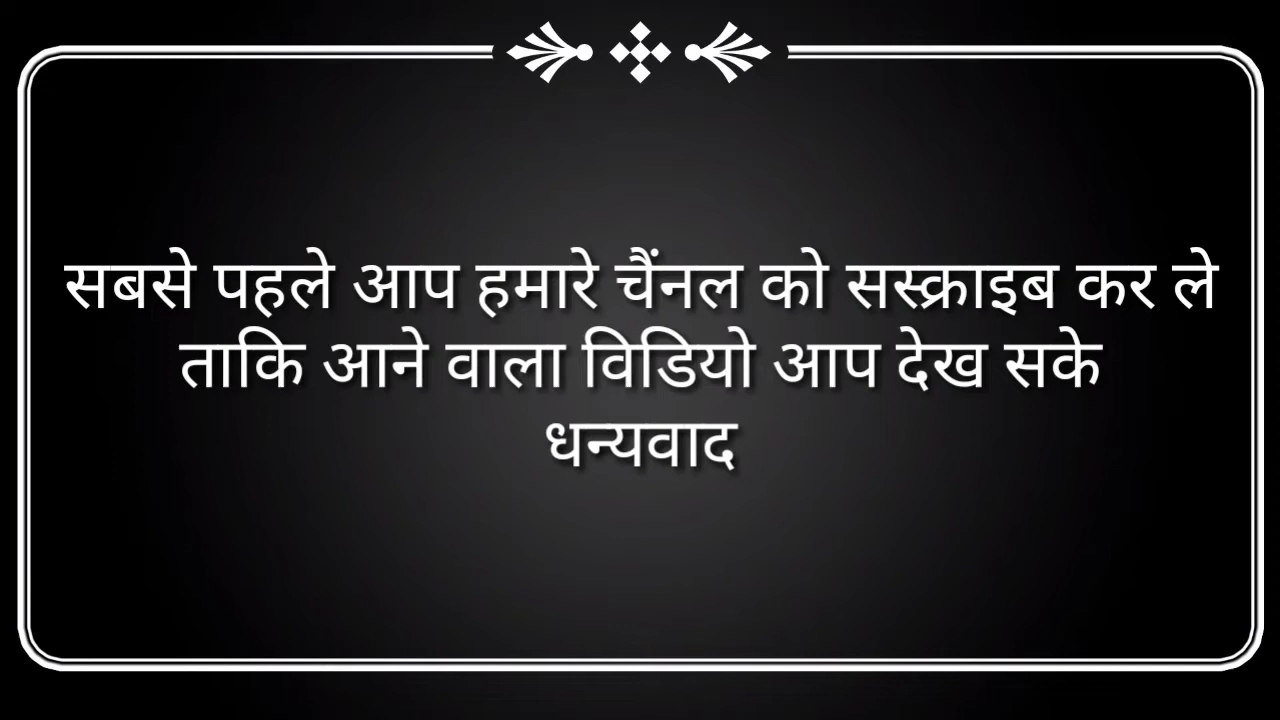 सबसे पहले आप हमारे चैंनल को सस्क्राइब कर ले
ताकि आने वाला विडियो आप देख सके
धन्यवाद